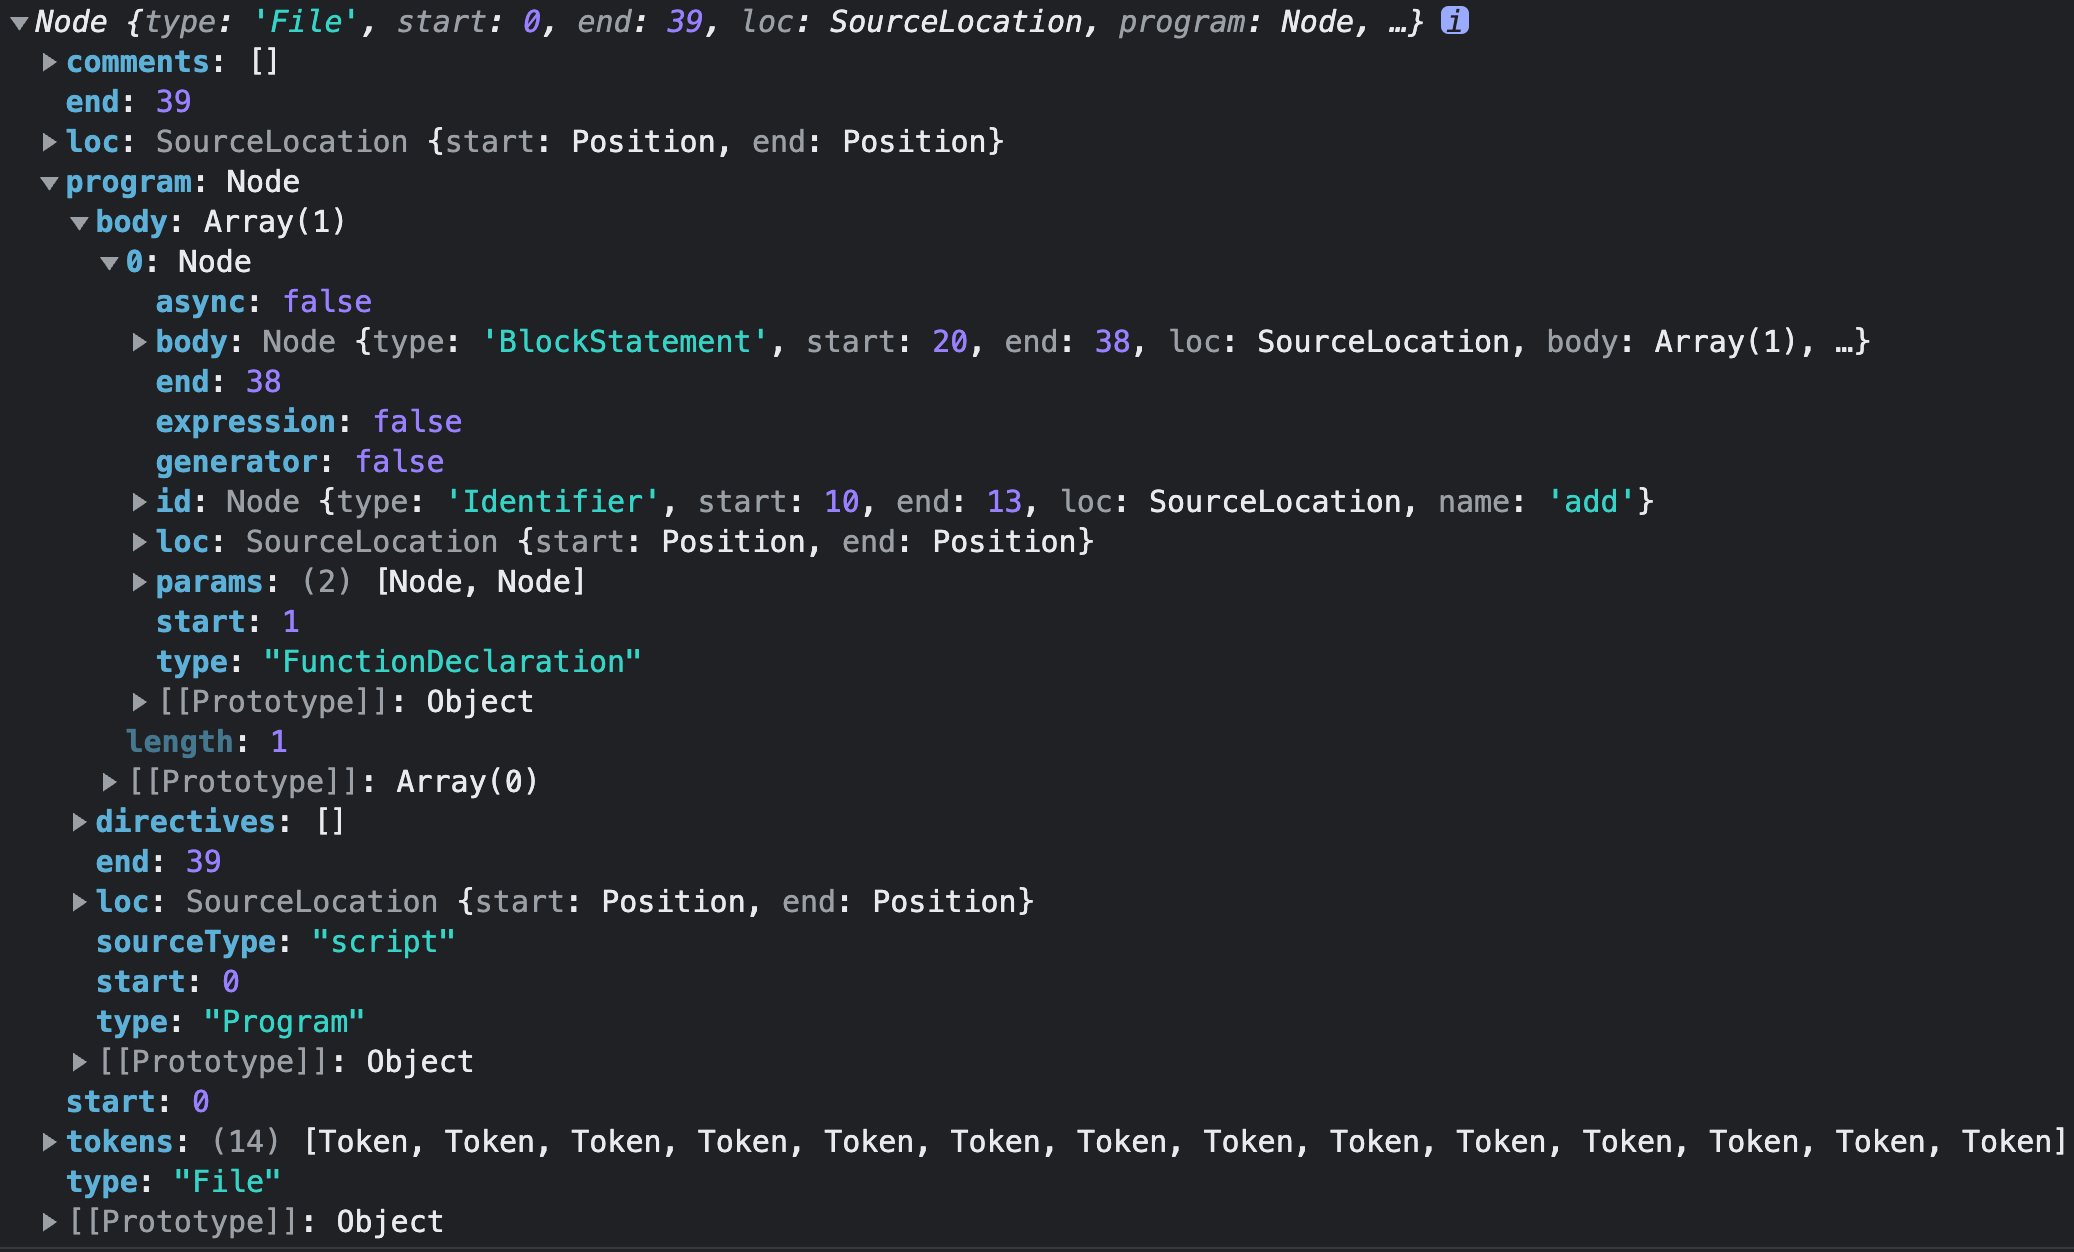 Node {type: 'File', start: 0, end: 39, loc: SourceLocation, program: Node, …} i
comments: []
end: 39
loc: SourceLocation {start: Position, end: Position}
program: Node
body: Array(1)
0: Node
async: false
body: Node {type: 'BlockStatement', start: 20, end: 38, loc: SourceLocation, body: Array(1), …}
end: 38
expression: false
generator: false
id: Node {type: 'Identifier', start: 10, end: 13, loc: SourceLocation, name: 'add'}
loc: SourceLocation {start: Position, end: Position}
params: (2) [Node, Node]
start: 1
type: "FunctionDeclaration"
[[Prototype]]: Object
length: 1
[[Prototype]]: Array(0)
directives: []
end: 39
loc: SourceLocation {start: Position, end: Position}
sourceType: "script"
start: 0
type: "Program"
[[Prototype]]: Object
start: 0
tokens: (14) [Token, Token, Token, Token, Token, Token, Token, Token, Token, Token, Token, Token, Token, Token]
type: "File"
[[Prototype]]: Object